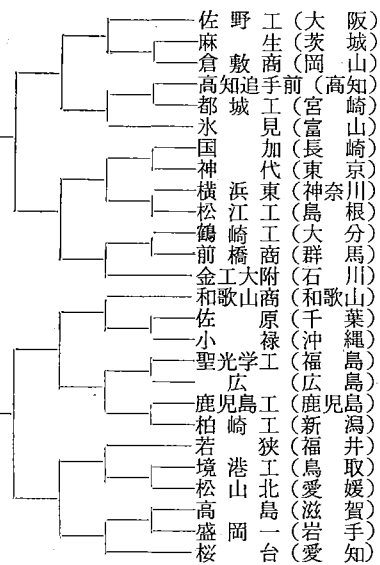 佐野工(大阪)
麻生(茨城)
倉敷商(岡山)
高知追手前(高知)
都城工(宮崎)
氷見(富山)
国加(長崎)
神代(東京)
横浜東(神奈川)
松江工(島根)
鶴崎工(大分)
前橋商(群馬)
金工大附(石川)
和歌山商(和歌山)
佐原(千葉)
小禄(沖縄)
聖光学工(福島)
広(広島)
鹿児島工(鹿児島)
柏崎工(新潟)
若狭(福井)
境港工(鳥取)
松山北(愛媛)
高島(滋賀)
盛岡一(岩手)
桜台(愛知)